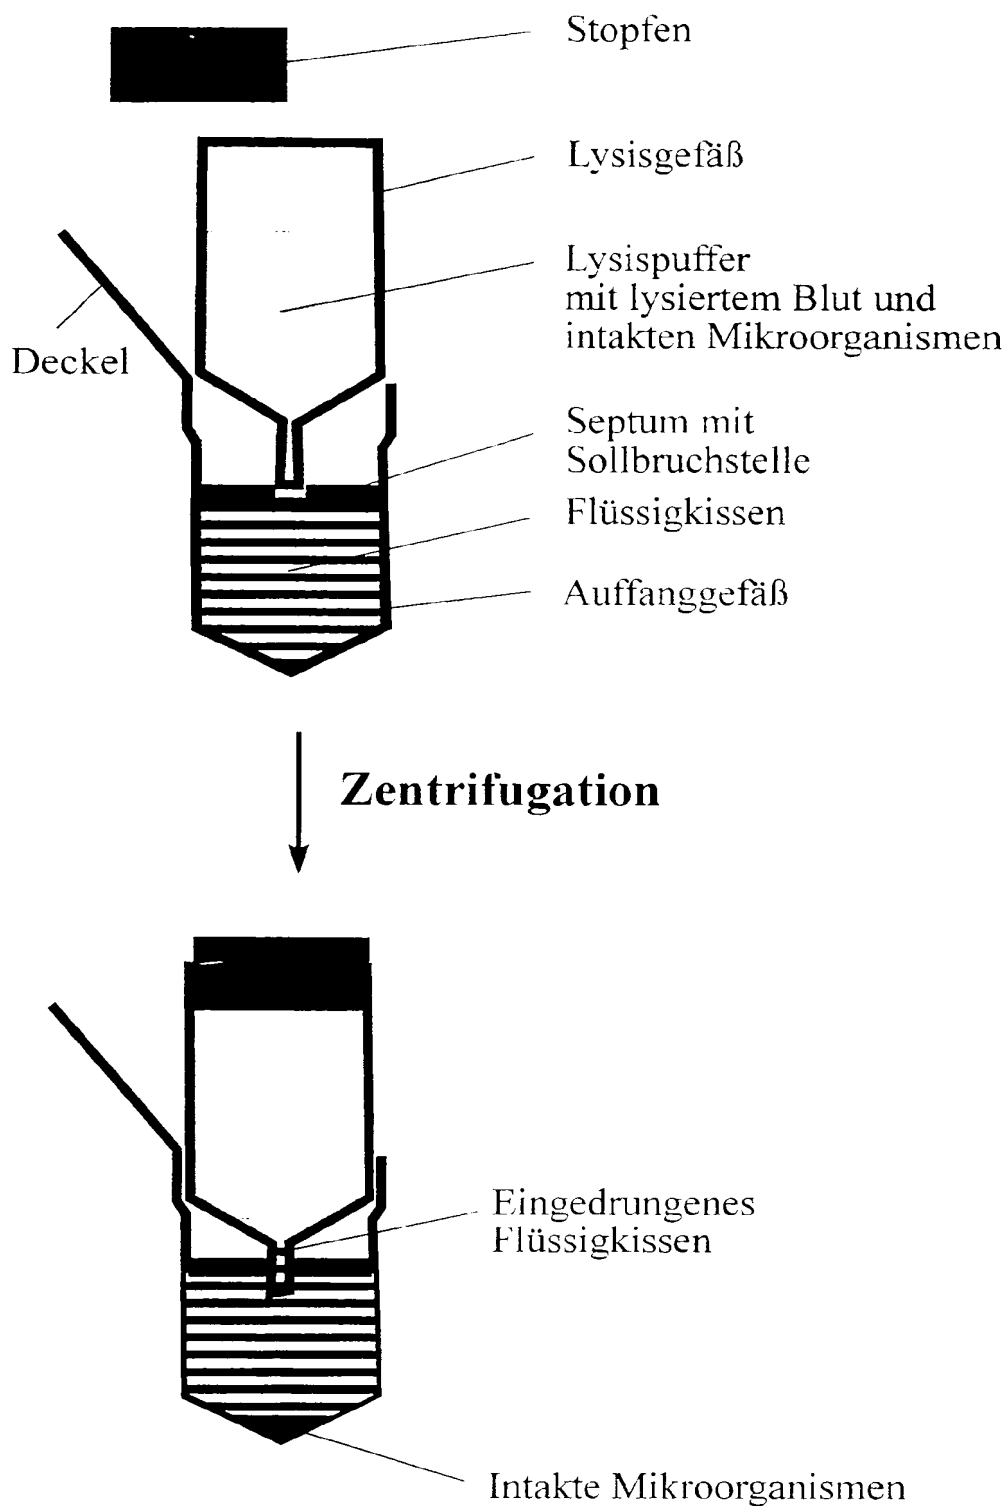 Stopfen
Lysisgefäß
Lysispuffer
mit lysiertem Blut und
intakten Mikroorganismen
Deckel
Septum mit
Sollbruchstelle
Flüssigkissen
Auffanggefäß
Zentrifugation
Eingedrungenes
Flüssigkissen
Intakte Mikroorganismen